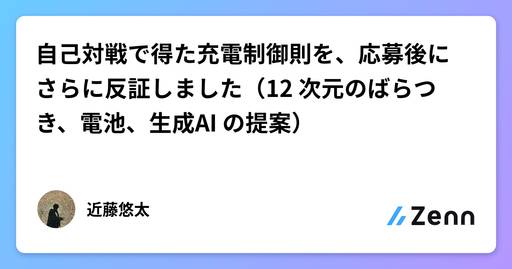 自己対戦で得た充電制御則を、応募後に
さらに反証しました（12 次元のばらつ
き、電池、生成AI の提案）
近藤悠太
Zenn